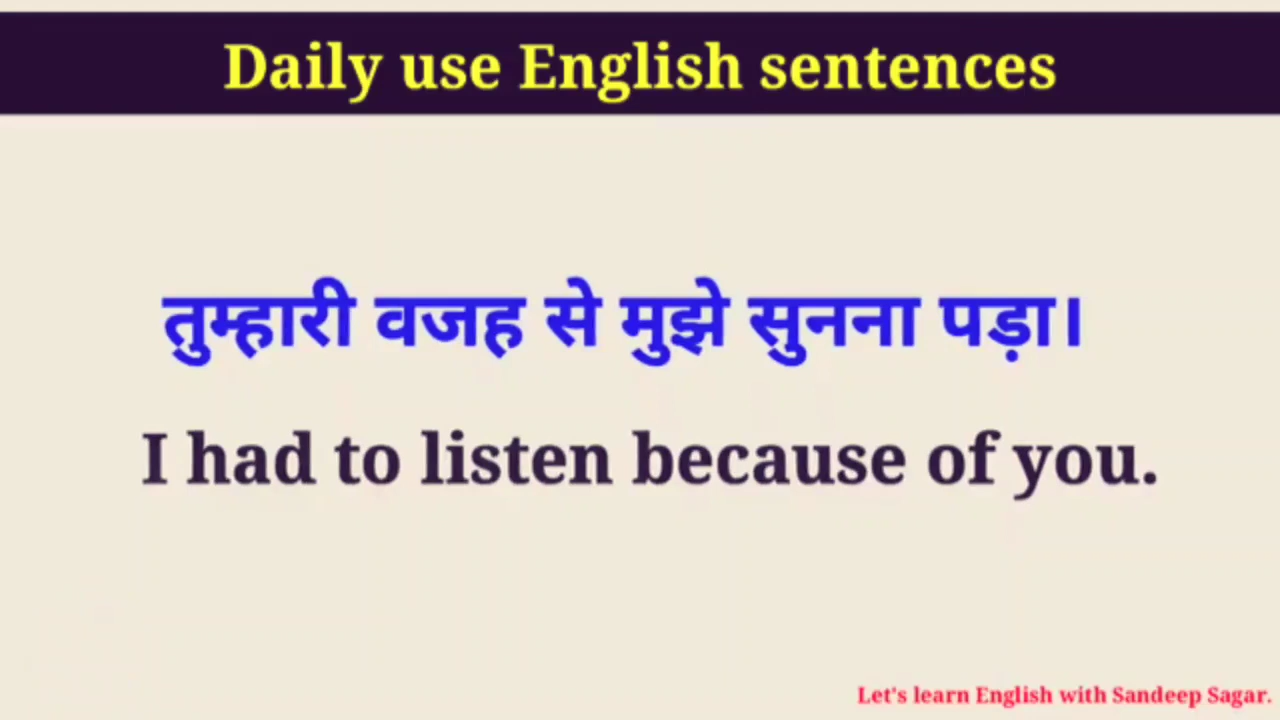 Daily use English sentences
तुम्हारी वजह से मुझे सुनना पड़ा।
I had to listen because of you.
Let's learn English with Sandeep Sagar.